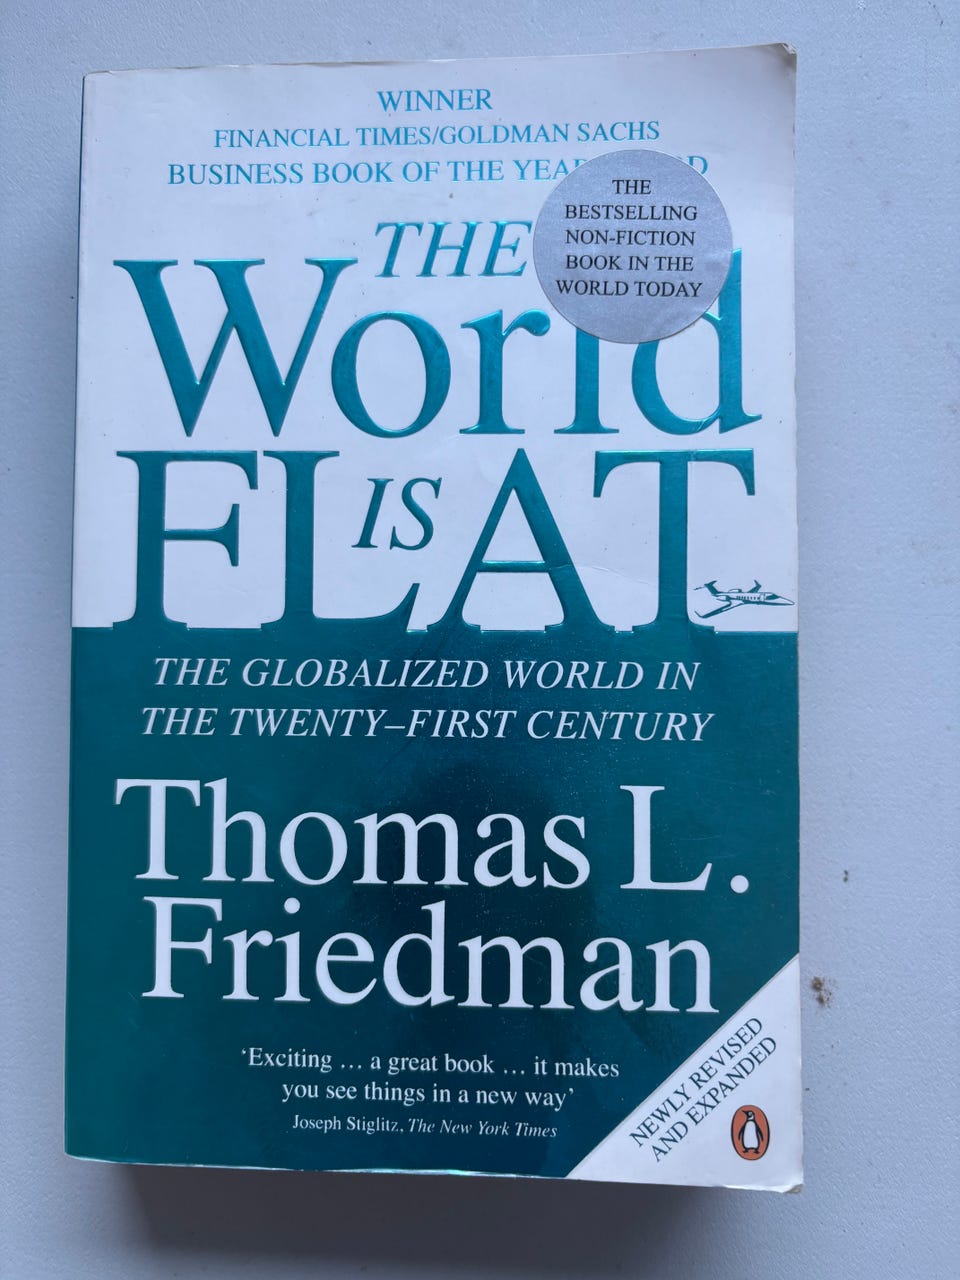 WINNER
FINANCIAL TIMES/GOLDMAN SACHS
BUSINESS BOOK OF THE YEAR
THE
BESTSELLING
NON-FICTION
BOOK IN THE
WORLD TODAY
THE
World
IS
FLAT
THE GLOBALIZED WORLD IN
THE TWENTY–FIRST CENTURY
Thomas L.
Friedman
‘Exciting ... a great book ... it makes
you see things in a new way’
Joseph Stiglitz, The New York Times
NEWLY REVISED
AND EXPANDED